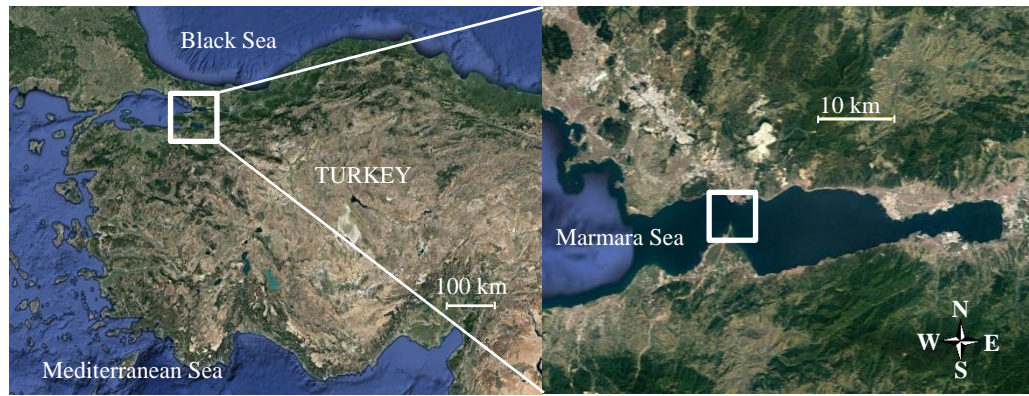 Black Sea
TURKEY
100 km
Mediterranean Sea
10 km
Marmara Sea
N
W E
S